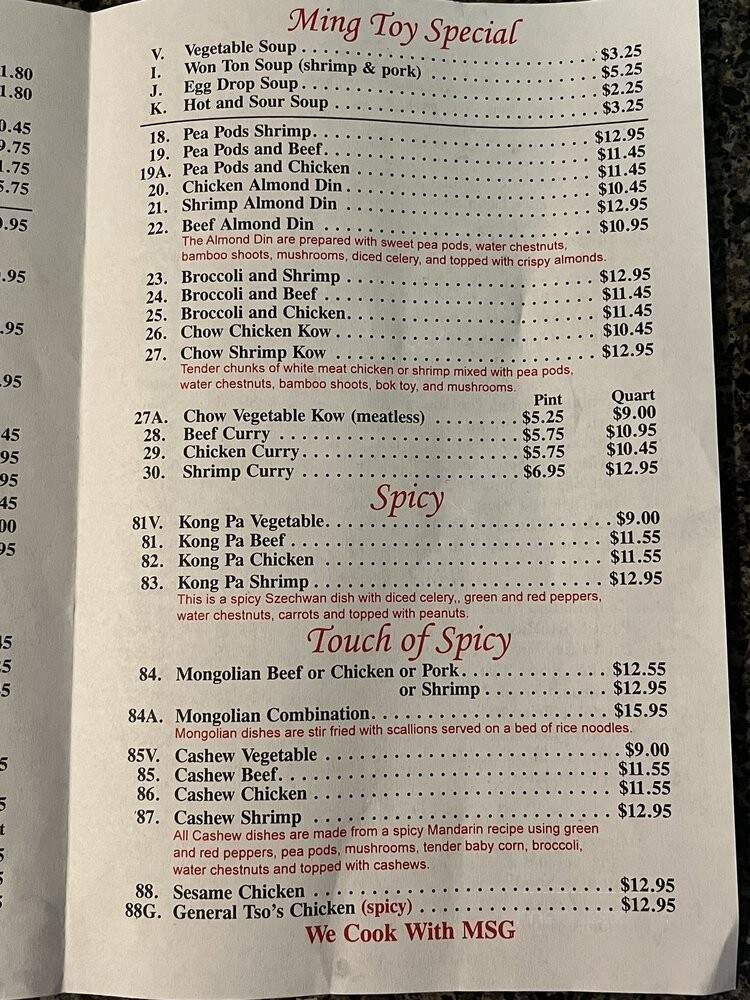 Ming Toy Special
V. Vegetable Soup $3.25
I. Won Ton Soup (shrimp & pork) $5.25
J. Egg Drop Soup $2.25
K. Hot and Sour Soup $3.25
18. Pea Pods Shrimp $12.95
19. Pea Pods and Beef $11.45
19A. Pea Pods and Chicken $11.45
20. Chicken Almond Din $10.45
21. Shrimp Almond Din $12.95
22. Beef Almond Din $10.95
The Almond Din are prepared with sweet pea pods, water chestnuts,
bamboo shoots, mushrooms, diced celery, and topped with crispy almonds.
23. Broccoli and Shrimp $12.95
24. Broccoli and Beef $11.45
25. Broccoli and Chicken $11.45
26. Chow Chicken Kow $10.45
27. Chow Shrimp Kow $12.95
Tender chunks of white meat chicken or shrimp mixed with pea pods,
water chestnuts, bamboo shoots, bok toy, and mushrooms.
Pint Quart
27A. Chow Vegetable Kow (meatless) $5.25 $9.00
28. Beef Curry $5.75 $10.95
29. Chicken Curry $5.75 $10.45
30. Shrimp Curry $6.95 $12.95
Spicy
81V. Kong Pa Vegetable $9.00
81. Kong Pa Beef $11.55
82. Kong Pa Chicken $11.55
83. Kong Pa Shrimp $12.95
This is a spicy Szechwan dish with diced celery,, green and red peppers,
water chestnuts, carrots and topped with peanuts.
Touch of Spicy
84. Mongolian Beef or Chicken or Pork $12.55
or Shrimp $12.95
84A. Mongolian Combination $15.95
Mongolian dishes are stir fried with scallions served on a bed of rice noodles.
85V. Cashew Vegetable $9.00
85. Cashew Beef $11.55
86. Cashew Chicken $11.55
87. Cashew Shrimp $12.95
All Cashew dishes are made from a spicy Mandarin recipe using green
and red peppers, pea pods, mushrooms, tender baby corn, broccoli,
water chestnuts and topped with cashews.
88. Sesame Chicken $12.95
88G. General Tso's Chicken (spicy) $12.95
We Cook With MSG